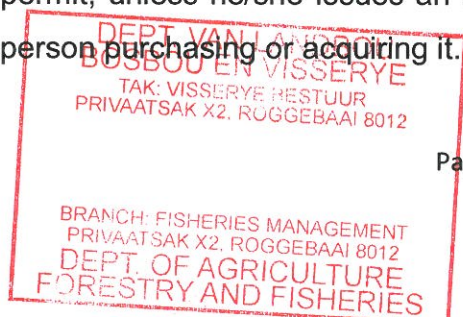 permit, unless he/she issues an
person purchasing or acquiring it.
DEPT. VAN LANDBOU
BOSBOU EN VISSERYE
TAK: VISSERYE BESTUUR
PRIVAATSAK X2, ROGGEBAAI 8012
Pa
BRANCH: FISHERIES MANAGEMENT
PRIVAATSAK X2, ROGGEBAAI 8012
DEPT. OF AGRICULTURE
FORESTRY AND FISHERIES